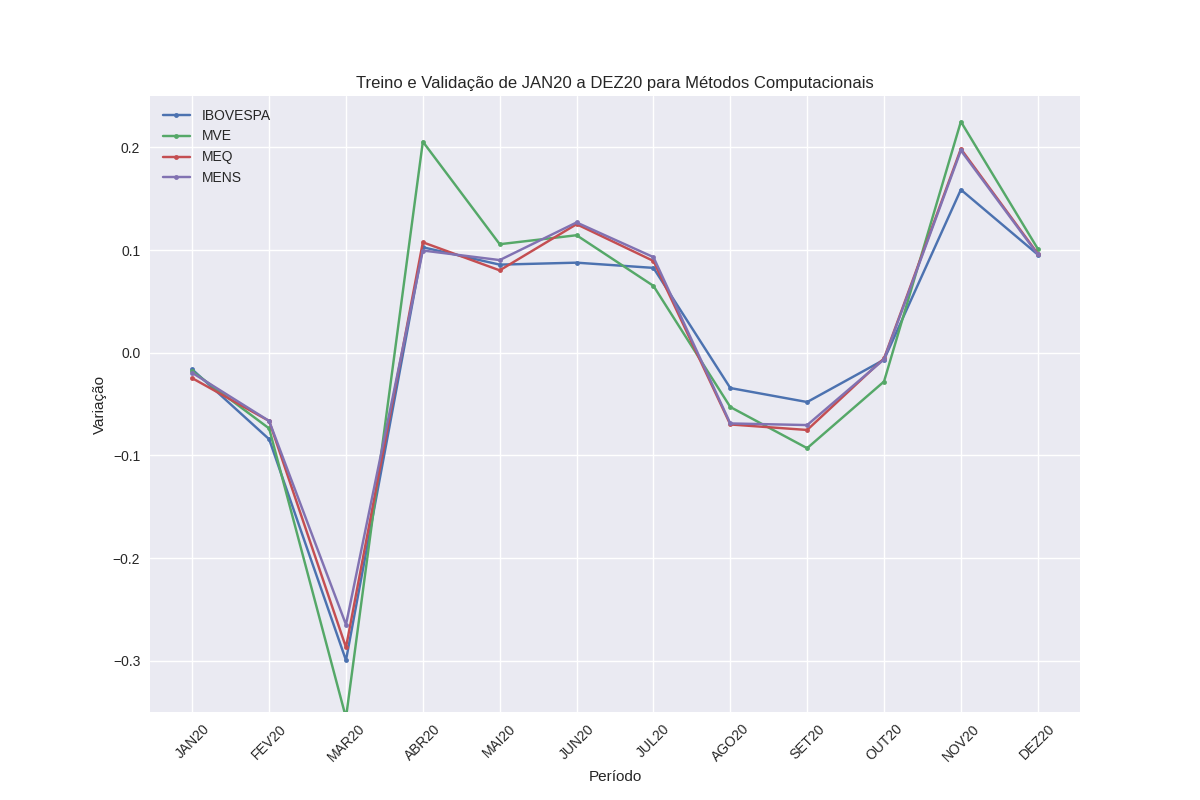 Treino e Validação de JAN20 a DEZ20 para Métodos Computacionais
IBOVESPA
MVE
MEQ
MENS
0.2
0.1
0.0
−0.1
−0.2
−0.3
Variação
JAN20
FEV20
MAR20
ABR20
MAI20
JUN20
JUL20
AGO20
SET20
OUT20
NOV20
DEZ20
Período